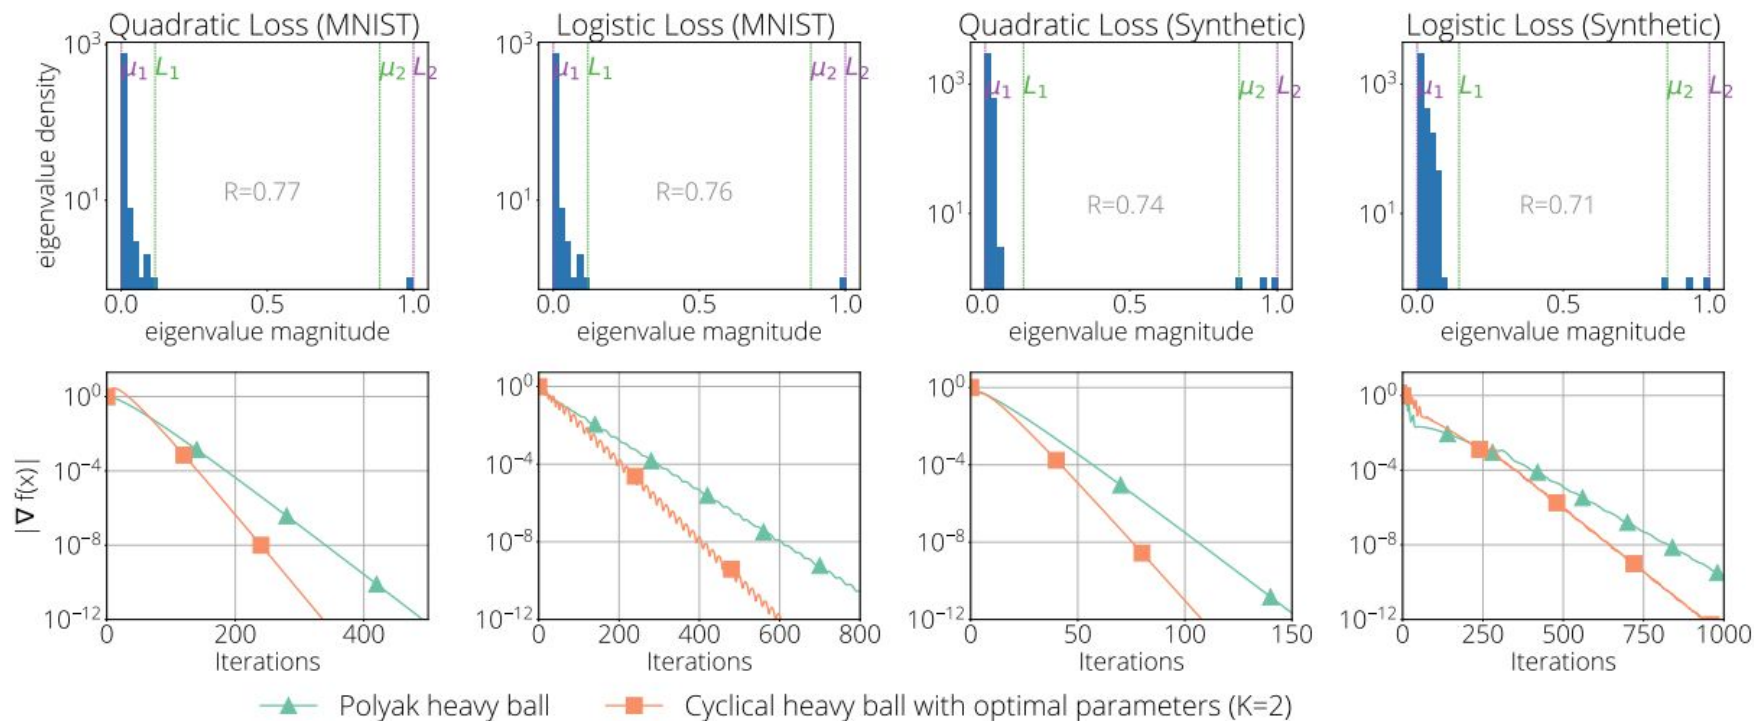 Quadratic Loss (MNIST)
10³
μ₁ L₁ μ₂ L₂
eigenvalue density
R=0.77
10¹
0.0 0.5 1.0
eigenvalue magnitude
Logistic Loss (MNIST)
10³
μ₁ L₁ μ₂ L₂
R=0.76
10¹
0.0 0.5 1.0
eigenvalue magnitude
Quadratic Loss (Synthetic)
10³
μ₁ L₁ μ₂ L₂
R=0.74
10¹
0.0 0.5 1.0
eigenvalue magnitude
Logistic Loss (Synthetic)
10³
μ₁ L₁ μ₂ L₂
R=0.71
10¹
0.0 0.5 1.0
eigenvalue magnitude
|∇ f(x)|
10⁰
10⁻⁴
10⁻⁸
10⁻¹²
0 200 400
Iterations
10⁰
10⁻⁴
10⁻⁸
10⁻¹²
0 200 400 600 800
Iterations
10⁰
10⁻⁴
10⁻⁸
10⁻¹²
0 50 100 150
Iterations
10⁰
10⁻⁴
10⁻⁸
10⁻¹²
0 250 500 750 1000
Iterations
Polyak heavy ball Cyclical heavy ball with optimal parameters (K=2)